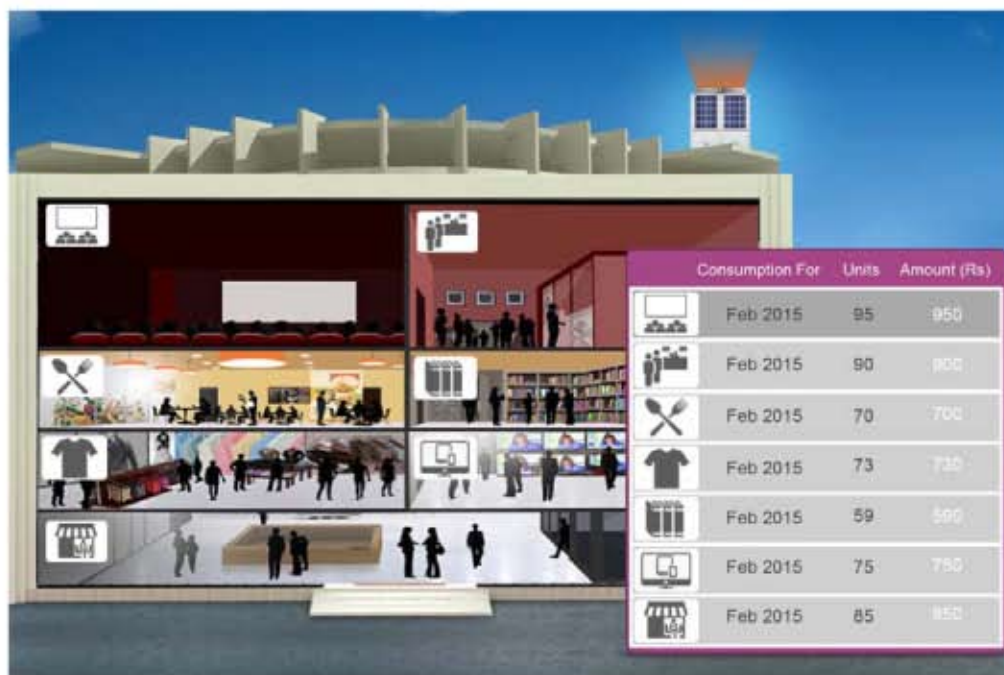 Consumption For Units Amount (Rs)
Feb 2015 95 950
Feb 2015 90 900
Feb 2015 70 700
Feb 2015 73 730
Feb 2015 59 590
Feb 2015 75 750
Feb 2015 85 850